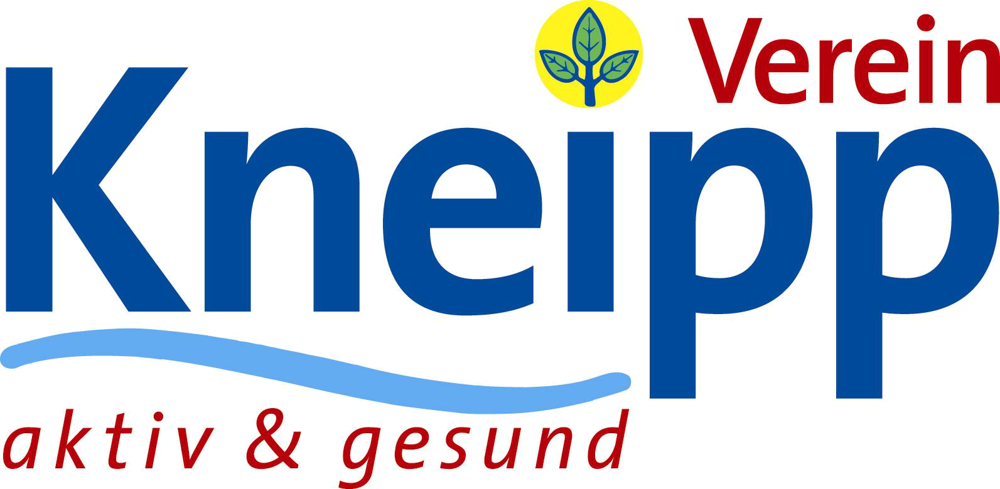 Verein
Kneipp
aktiv & gesund